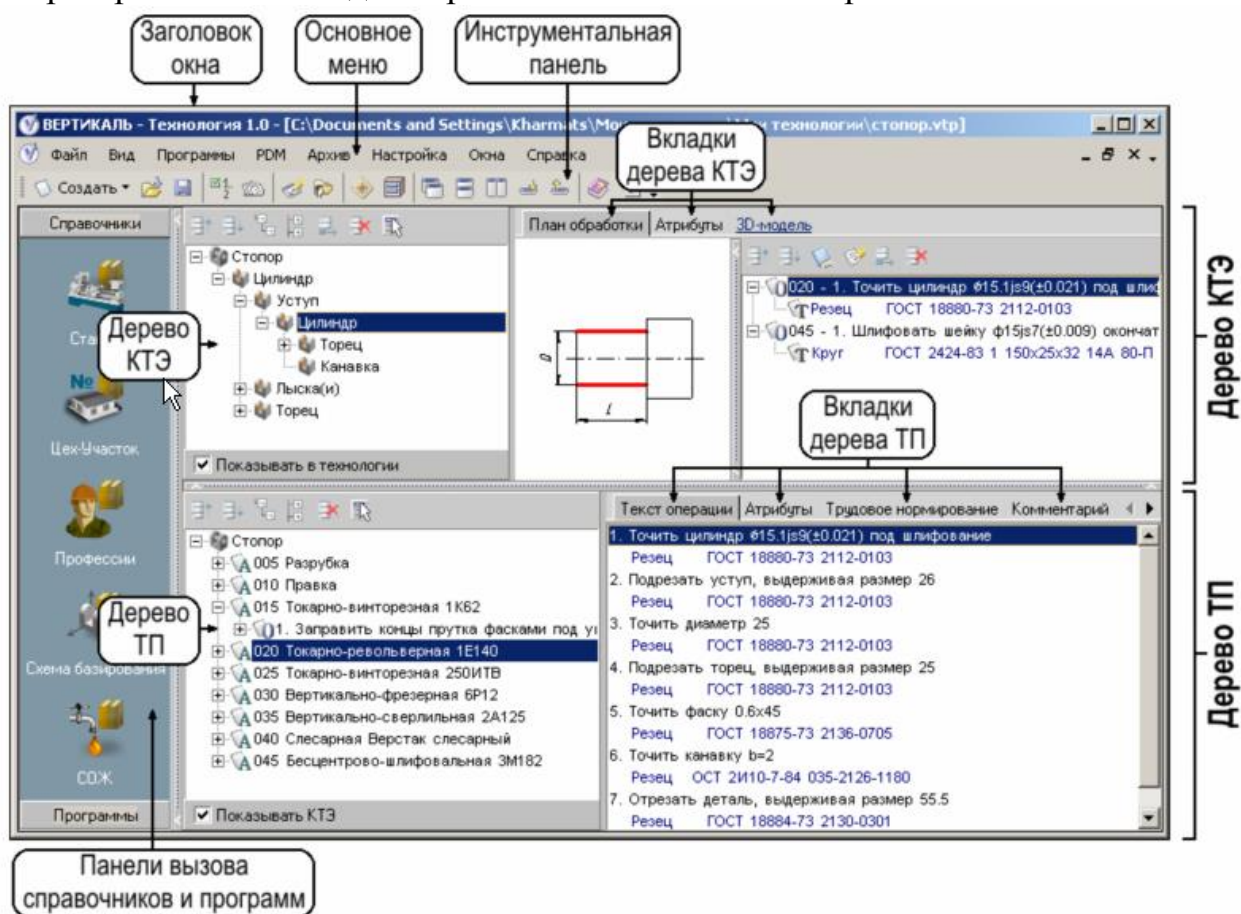 Заголовок
окна
Основное
меню
Инструментальная
панель
ВЕРТИКАЛЬ - Технология 1.0 - [C:\Documents and Settings\Kharmats\Мои технологии\стопор.vtp]
Файл Вид Программы PDM Архив Настройка Окна Справка
Вкладки
дерева КТЭ
Создать
Справочники
План обработки Атрибуты 3D-модель
Стопор
Цилиндр
Уступ
Цилиндр
Торец
Канавка
Лыска(и)
Торец
Показывать в технологии
Дерево
КТЭ
D
l
020 - 1. Точить цилиндр ф15.1js9(±0.021) под шлиф
Резец ГОСТ 18880-73 2112-0103
045 - 1. Шлифовать шейку ф15js7(±0.009) окончат
Круг ГОСТ 2424-83 1 150х25х32 14А 80-П
Вкладки
дерева ТП
Дерево КТЭ
№
Цех-Участок
Профессии
Схема базирования
СОЖ
Программы
Стопор
005 Разрубка
010 Правка
015 Токарно-винторезная 1К62
1. Заправить концы прутка фасками под
020 Токарно-револьверная 1Е140
025 Токарно-винторезная 250ИТВ
030 Вертикально-фрезерная 6Р12
035 Вертикально-сверлильная 2А125
040 Слесарная Верстак слесарный
045 Бесцентрово-шлифовальная 3М182
Показывать КТЭ
Дерево
ТП
Текст операции Атрибуты Трудовое нормирование Комментарий
1. Точить цилиндр ф15.1js9(±0.021) под шлифование
Резец ГОСТ 18880-73 2112-0103
2. Подрезать уступ, выдерживая размер 26
Резец ГОСТ 18880-73 2112-0103
3. Точить диаметр 25
Резец ГОСТ 18880-73 2112-0103
4. Подрезать торец, выдерживая размер 25
Резец ГОСТ 18880-73 2112-0103
5. Точить фаску 0.6х45
Резец ГОСТ 18875-73 2136-0705
6. Точить канавку b=2
Резец ОСТ 2И10-7-84 035-2126-1180
7. Отрезать деталь, выдерживая размер 55.5
Резец ГОСТ 18884-73 2130-0301
Дерево ТП
Панели вызова
справочников и программ